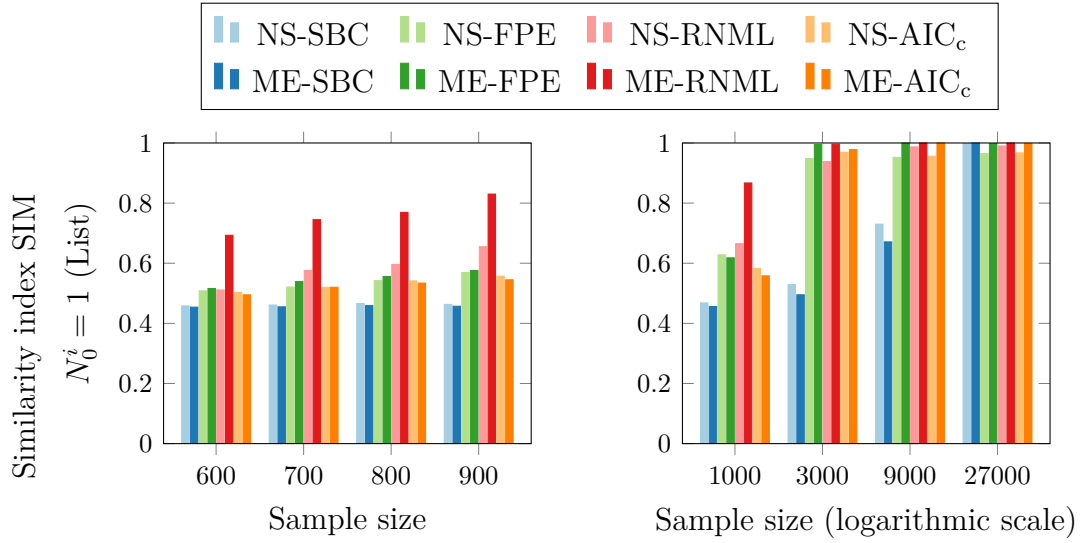 NS-SBC NS-FPE NS-RNML NS-AIC_c
ME-SBC ME-FPE ME-RNML ME-AIC_c
Similarity index SIM
N_0^i = 1 (List)
1
0.8
0.6
0.4
0.2
0
600 700 800 900
Sample size
1
0.8
0.6
0.4
0.2
0
1000 3000 9000 27000
Sample size (logarithmic scale)